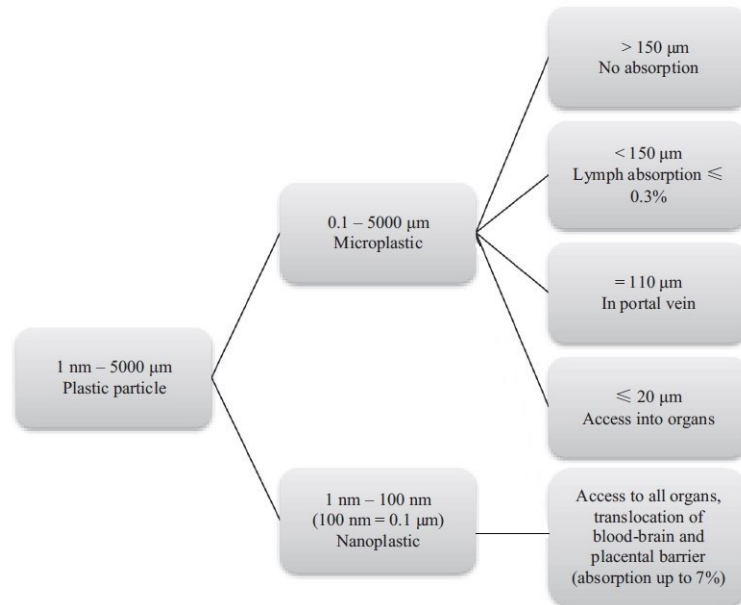 > 150 μm
No absorption
< 150 μm
Lymph absorption ⩽
0.3%
0.1 – 5000 μm
Microplastic
= 110 μm
In portal vein
1 nm – 5000 μm
Plastic particle
⩽ 20 μm
Access into organs
1 nm – 100 nm
(100 nm = 0.1 μm)
Nanoplastic
Access to all organs,
translocation of
blood-brain and
placental barrier
(absorption up to 7%)